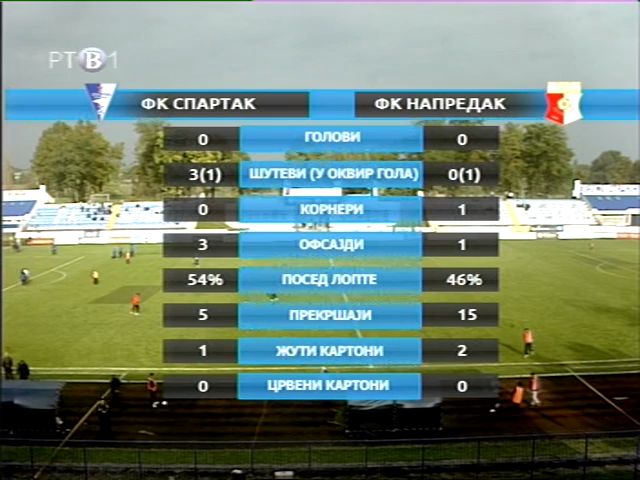 РТВ1
ФК СПАРТАК ФК НАПРЕДАК
0 ГОЛОВИ 0
3(1) ШУТЕВИ (У ОКВИР ГОЛА) 0(1)
0 КОРНЕРИ 1
3 ОФСАЈДИ 1
54% ПОСЕД ЛОПТЕ 46%
5 ПРЕКРШАЈИ 15
1 ЖУТИ КАРТОНИ 2
0 ЦРВЕНИ КАРТОНИ 0